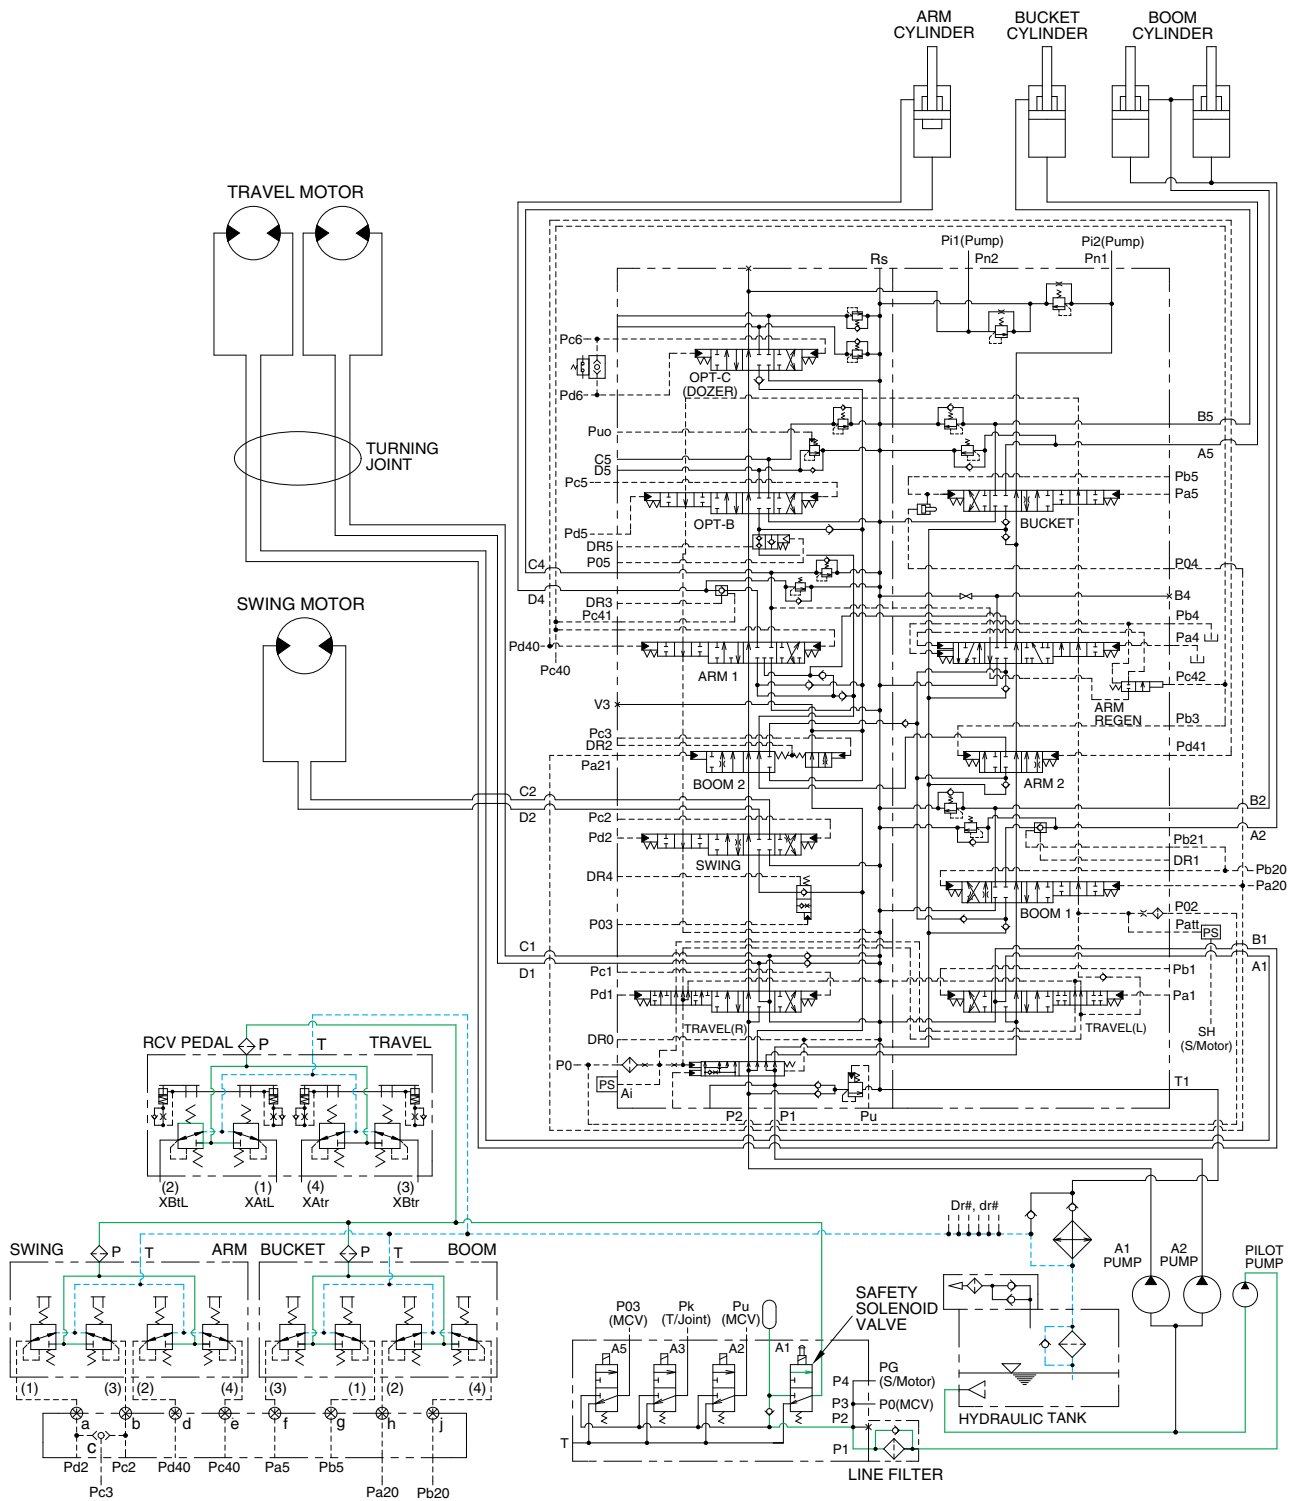 ARM
CYLINDER
BUCKET
CYLINDER
BOOM
CYLINDER
TRAVEL MOTOR
Pi1(Pump)
Pi2(Pump)
Rs
Pn2
Pn1
Pc6
OPT-C
(DOZER)
Pd6
B5
Puo
TURNING
JOINT
A5
C5
D5
Pb5
Pc5
Pa5
OPT-B
BUCKET
Pd5
DR5
P05
P04
C4
D4
B4
DR3
SWING MOTOR
Pc41
Pb4
Pa4
Pd40
Pc40
ARM 1
Pc42
V3
ARM
REGEN
Pb3
Pc3
DR2
Pd41
Pa21
BOOM 2
ARM 2
C2
B2
D2
Pc2
A2
Pd2
Pb21
SWING
DR1
DR4
Pb20
Pa20
BOOM 1
P02
P03
Patt
PS
C1
B1
D1
Pc1
Pb1
A1
Pd1
Pa1
TRAVEL(R)
TRAVEL(L)
SH
(S/Motor)
RCV PEDAL
P
T
TRAVEL
DR0
P0
PS
Ai
T1
P2
P1
Pu
(2)
XBtL
(1)
XAtL
(4)
XAtr
(3)
XBtr
Dr#, dr#
SWING
P
T
ARM
BUCKET
P
T
BOOM
A1
PUMP
A2
PUMP
PILOT
PUMP
SAFETY
SOLENOID
VALVE
P03
(MCV)
Pk
(T/Joint)
Pu
(MCV)
A5
A3
A2
A1
PG
(S/Motor)
P4
P3
P0(MCV)
P2
P1
T
HYDRAULIC TANK
LINE FILTER
(1)
(3)
(2)
(4)
(3)
(1)
(2)
(4)
a
b
d
e
f
g
h
j
c
Pd2
Pc2
Pd40
Pc40
Pa5
Pb5
Pc3
Pa20
Pb20